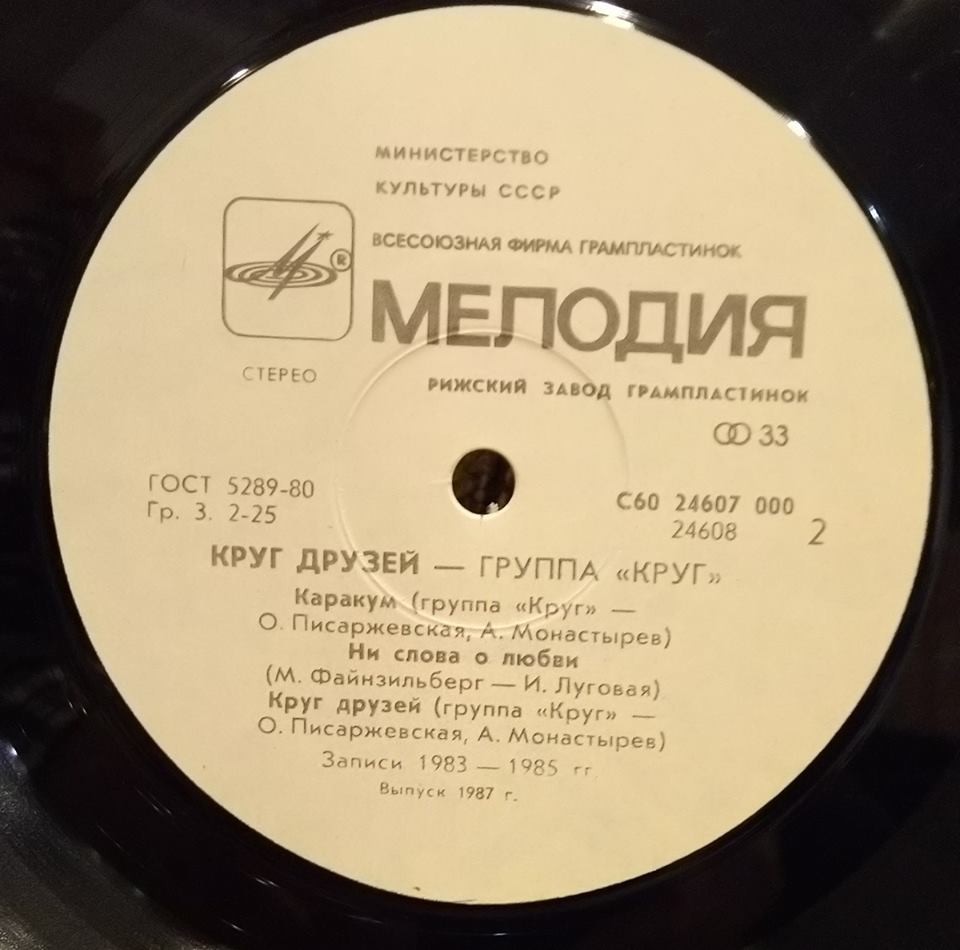 МИНИСТЕРСТВО
КУЛЬТУРЫ СССР
ВСЕСОЮЗНАЯ ФИРМА ГРАМПЛАСТИНОК
®
МЕЛОДИЯ
СТЕРЕО
РИЖСКИЙ ЗАВОД ГРАМПЛАСТИНОК
33
ГОСТ 5289-80
Гр. 3. 2-25
С60 24607 000
24608
2
КРУГ ДРУЗЕЙ — ГРУППА «КРУГ»
Каракум (группа «Круг» —
О. Писаржевская, А. Монастырев)
Ни слова о любви
(М. Файнзильберг — И. Луговая)
Круг друзей (группа «Круг» —
О. Писаржевская, А. Монастырев)
Записи 1983 — 1985 гг.
Выпуск 1987 г.